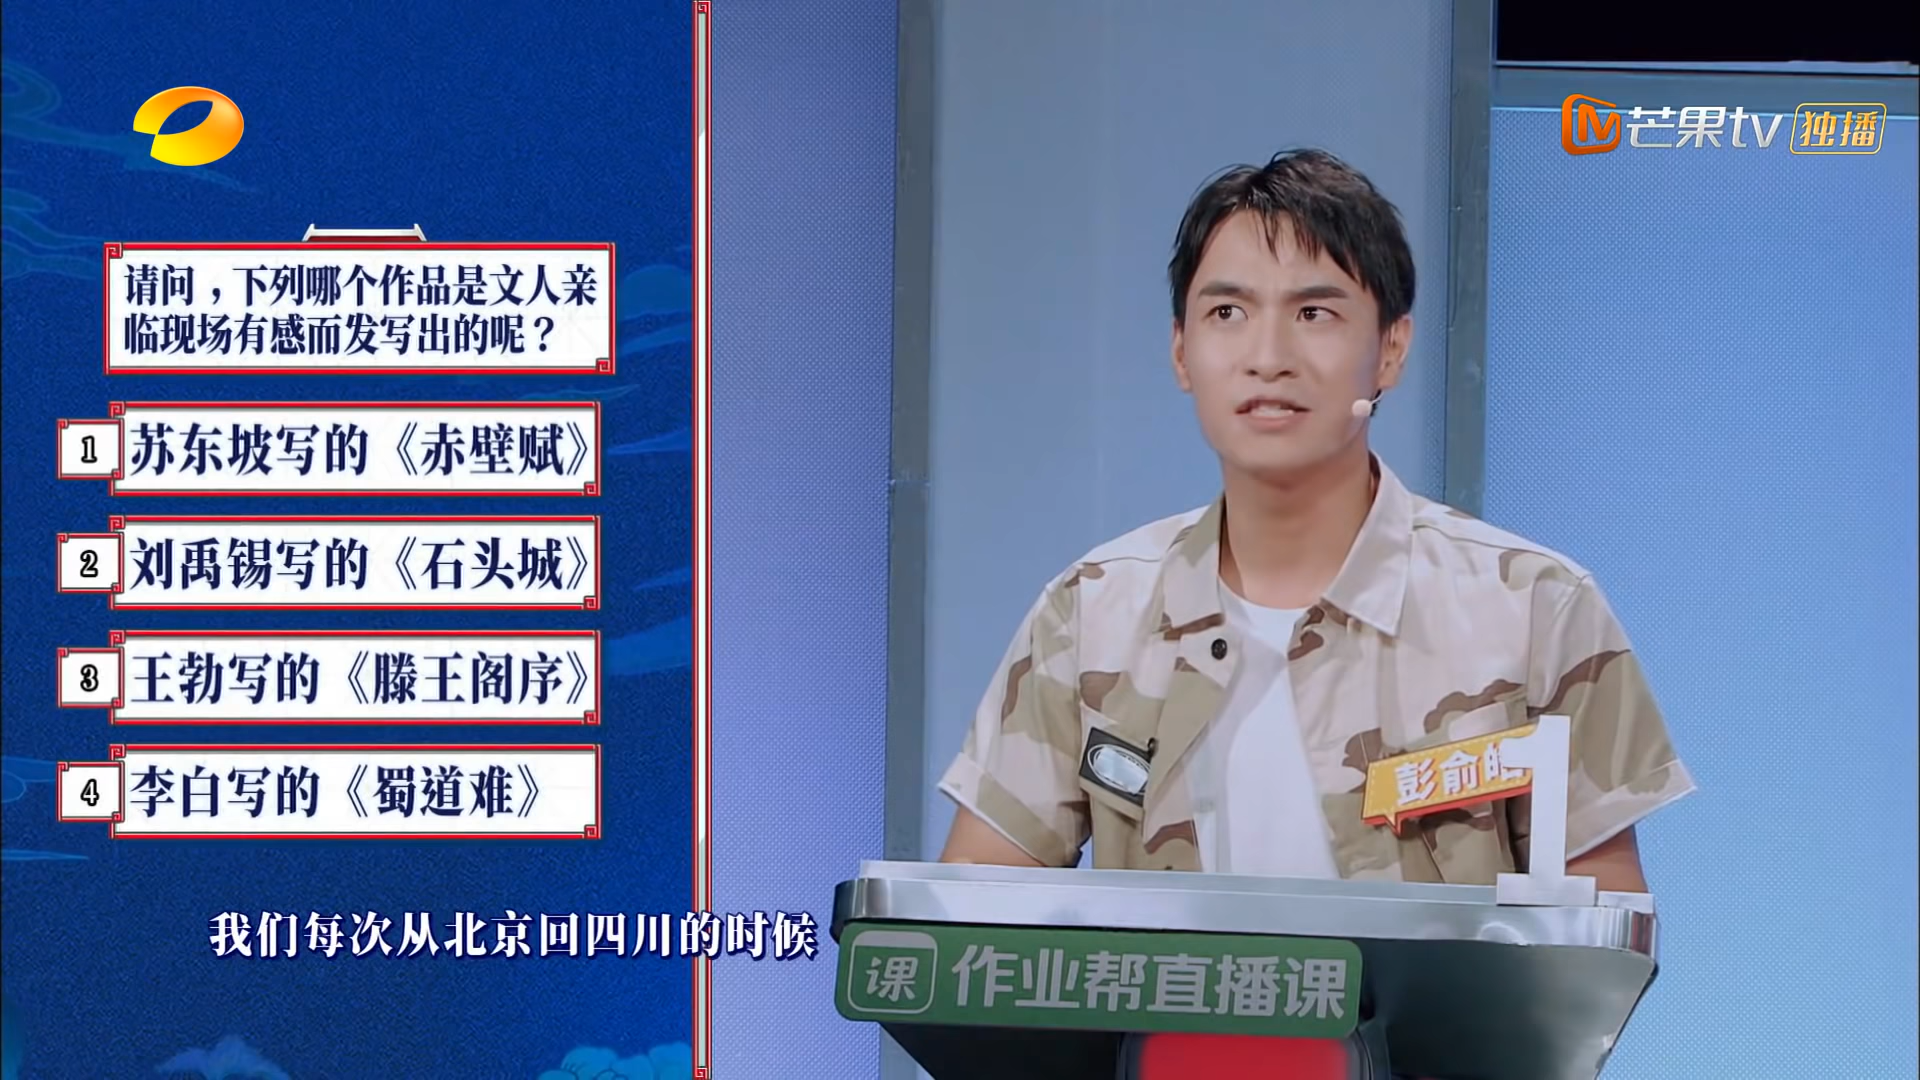 芒果tv 独播
请问，下列哪个作品是文人亲
临现场有感而发写出的呢？
1 苏东坡写的《赤壁赋》
2 刘禹锡写的《石头城》
3 王勃写的《滕王阁序》
4 李白写的《蜀道难》
彭俞
1
我们每次从北京回四川的时候
课 作业帮直播课